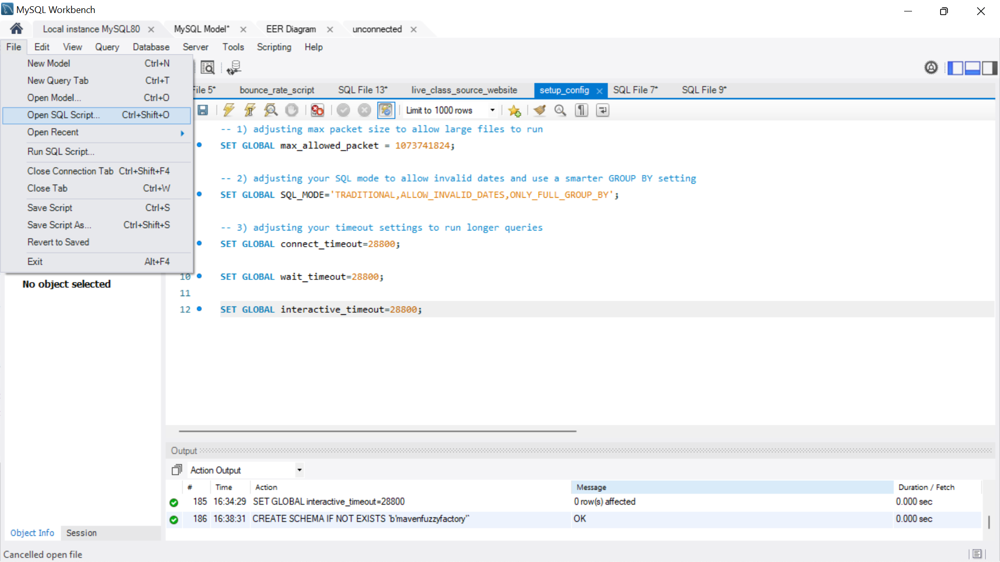 MySQL Workbench
Local instance MySQL80
MySQL Model*
EER Diagram
unconnected
File Edit View Query Database Server Tools Scripting Help
New Model Ctrl+N
New Query Tab Ctrl+T
Open Model... Ctrl+O
Open SQL Script... Ctrl+Shift+O
Open Recent
Run SQL Script...
Close Connection Tab Ctrl+Shift+F4
Close Tab Ctrl+W
Save Script Ctrl+S
Save Script As... Ctrl+Shift+S
Revert to Saved
Exit Alt+F4
File 5* bounce_rate_script SQL File 13* live_class_source_website setup_config SQL File 7* SQL File 9*
Limit to 1000 rows
-- 1) adjusting max packet size to allow large files to run
SET GLOBAL max_allowed_packet = 1073741824;
-- 2) adjusting your SQL mode to allow invalid dates and use a smarter GROUP BY setting
SET GLOBAL SQL_MODE='TRADITIONAL,ALLOW_INVALID_DATES,ONLY_FULL_GROUP_BY';
-- 3) adjusting your timeout settings to run longer queries
SET GLOBAL connect_timeout=28800;
10 SET GLOBAL wait_timeout=28800;
11
12 SET GLOBAL interactive_timeout=28800;
No object selected
Output
Action Output
# Time Action Message Duration / Fetch
185 16:34:29 SET GLOBAL interactive_timeout=28800 0 row(s) affected 0.000 sec
186 16:38:31 CREATE SCHEMA IF NOT EXISTS `b'mavenfuzzyfactory'` OK 0.000 sec
Object Info Session
Cancelled open file